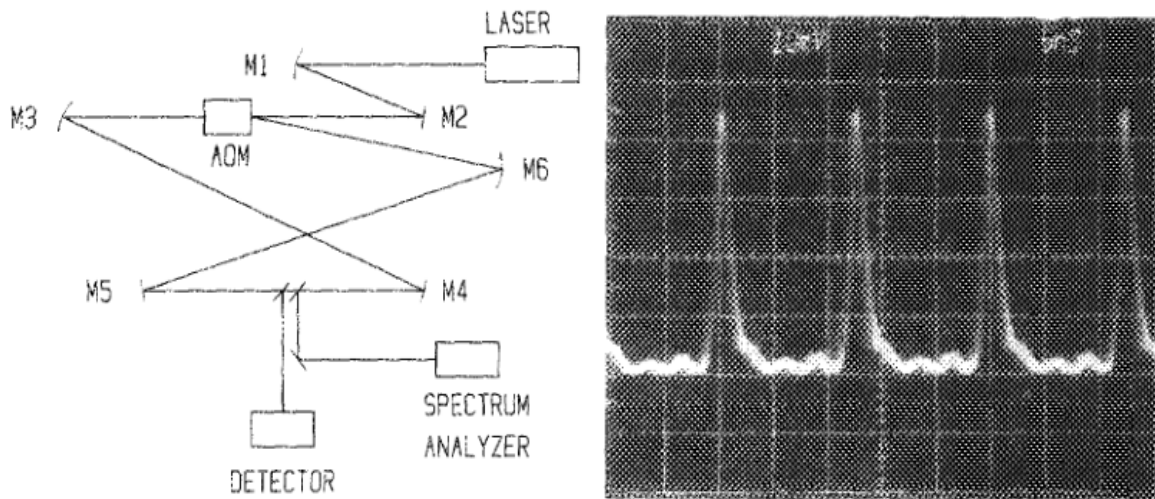 LASER
M1
M3
M2
AOM
M6
M5
M4
SPECTRUM
ANALYZER
DETECTOR